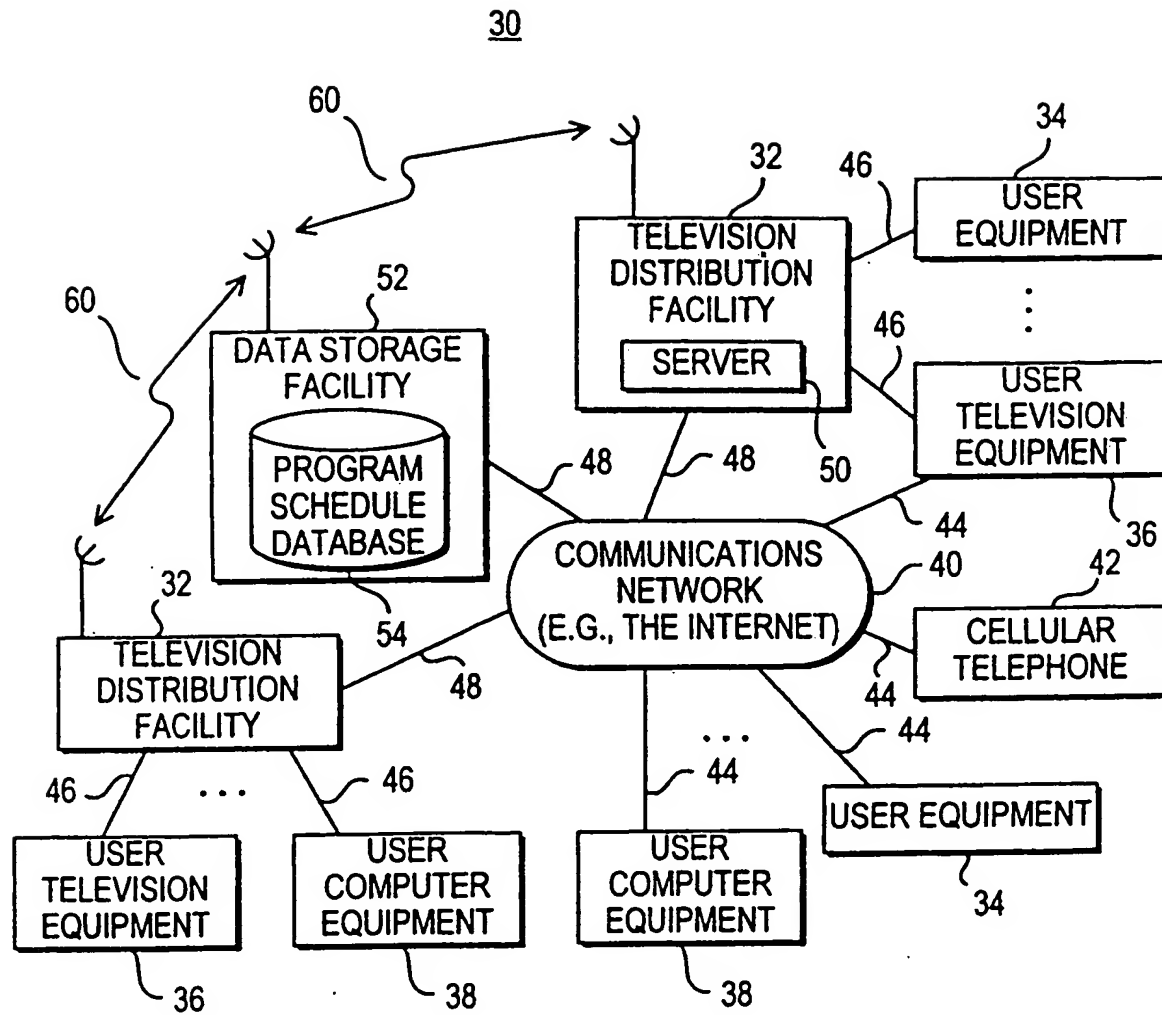 30
60
60
52
DATA STORAGE
FACILITY
PROGRAM
SCHEDULE
DATABASE
54
32
TELEVISION
DISTRIBUTION
FACILITY
SERVER
50
46
46
34
USER
EQUIPMENT
USER
TELEVISION
EQUIPMENT
36
48
48
48
44
COMMUNICATIONS
NETWORK
(E.G., THE INTERNET)
40
42
CELLULAR
TELEPHONE
44
32
TELEVISION
DISTRIBUTION
FACILITY
46
...
46
44
...
44
USER EQUIPMENT
34
USER
TELEVISION
EQUIPMENT
36
USER
COMPUTER
EQUIPMENT
38
USER
COMPUTER
EQUIPMENT
38